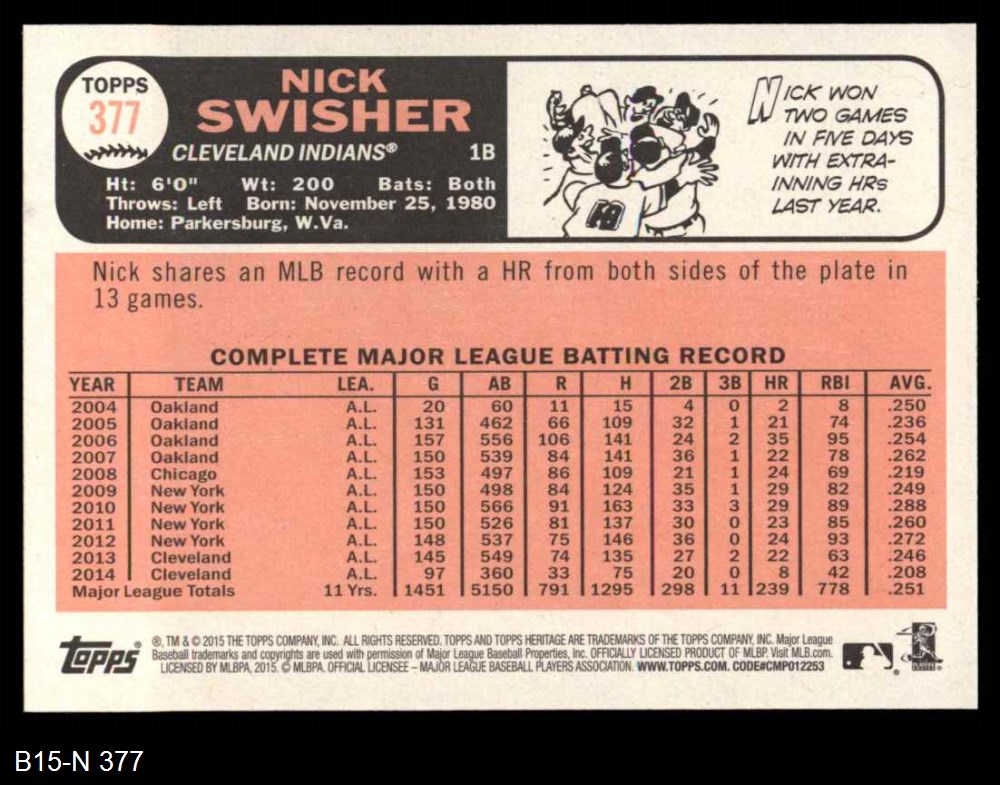 TOPPS
377
NICK
SWISHER
CLEVELAND INDIANS® 1B
Ht: 6'0" Wt: 200 Bats: Both
Throws: Left Born: November 25, 1980
Home: Parkersburg, W.Va.
NICK WON
TWO GAMES
IN FIVE DAYS
WITH EXTRA-
INNING HRs
LAST YEAR.
Nick shares an MLB record with a HR from both sides of the plate in
13 games.
COMPLETE MAJOR LEAGUE BATTING RECORD
YEAR TEAM LEA. G AB R H 2B 3B HR RBI AVG.
2004 Oakland A.L. 20 60 11 15 4 0 2 8 .250
2005 Oakland A.L. 131 462 66 109 32 1 21 74 .236
2006 Oakland A.L. 157 556 106 141 24 2 35 95 .254
2007 Oakland A.L. 150 539 84 141 36 1 22 78 .262
2008 Chicago A.L. 153 497 86 109 21 1 24 69 .219
2009 New York A.L. 150 498 84 124 35 1 29 82 .249
2010 New York A.L. 150 566 91 163 33 3 29 89 .288
2011 New York A.L. 150 526 81 137 30 0 23 85 .260
2012 New York A.L. 148 537 75 146 36 0 24 93 .272
2013 Cleveland A.L. 145 549 74 135 27 2 22 63 .246
2014 Cleveland A.L. 97 360 33 75 20 0 8 42 .208
Major League Totals 11 Yrs. 1451 5150 791 1295 298 11 239 778 .251
Topps®
®, TM & © 2015 THE TOPPS COMPANY, INC. ALL RIGHTS RESERVED. TOPPS AND TOPPS HERITAGE ARE TRADEMARKS OF THE TOPPS COMPANY, INC. Major League
Baseball trademarks and copyrights are used with permission of Major League Baseball Properties, Inc. OFFICIALLY LICENSED PRODUCT OF MLBP. Visit MLB.com.
LICENSED BY MLBPA, 2015. © MLBPA. OFFICIAL LICENSEE – MAJOR LEAGUE BASEBALL PLAYERS ASSOCIATION. WWW.TOPPS.COM. CODE#CMP012253
B15-N 377